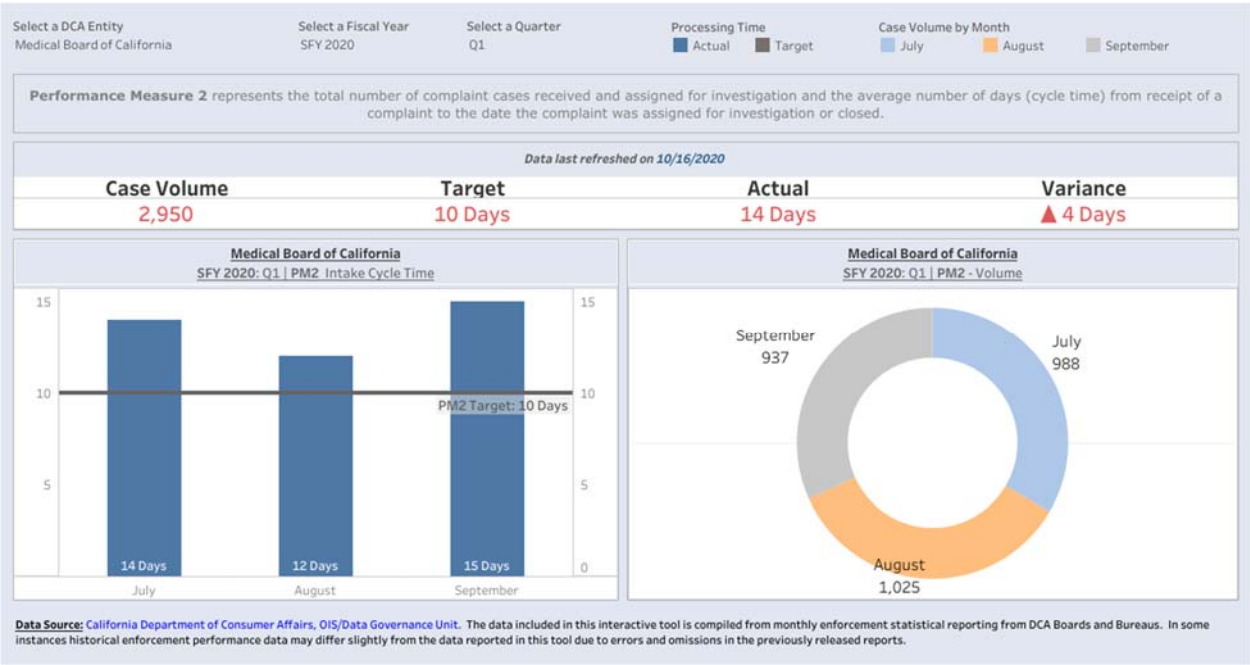 Select a DCA Entity
Medical Board of California
Select a Fiscal Year
SFY 2020
Select a Quarter
Q1
Processing Time
Actual
Target
Case Volume by Month
July
August
September
Performance Measure 2 represents the total number of complaint cases received and assigned for investigation and the average number of days (cycle time) from receipt of a
complaint to the date the complaint was assigned for investigation or closed.
Data last refreshed on 10/16/2020
Case Volume
2,950
Target
10 Days
Actual
14 Days
Variance
▲ 4 Days
Medical Board of California
SFY 2020: Q1 | PM2 Intake Cycle Time
15
10
5
15
10
5
0
PM2 Target: 10 Days
14 Days
12 Days
15 Days
July
August
September
Medical Board of California
SFY 2020: Q1 | PM2 - Volume
September
937
July
988
August
1,025
Data Source: California Department of Consumer Affairs, OIS/Data Governance Unit. The data included in this interactive tool is compiled from monthly enforcement statistical reporting from DCA Boards and Bureaus. In some
instances historical enforcement performance data may differ slightly from the data reported in this tool due to errors and omissions in the previously released reports.